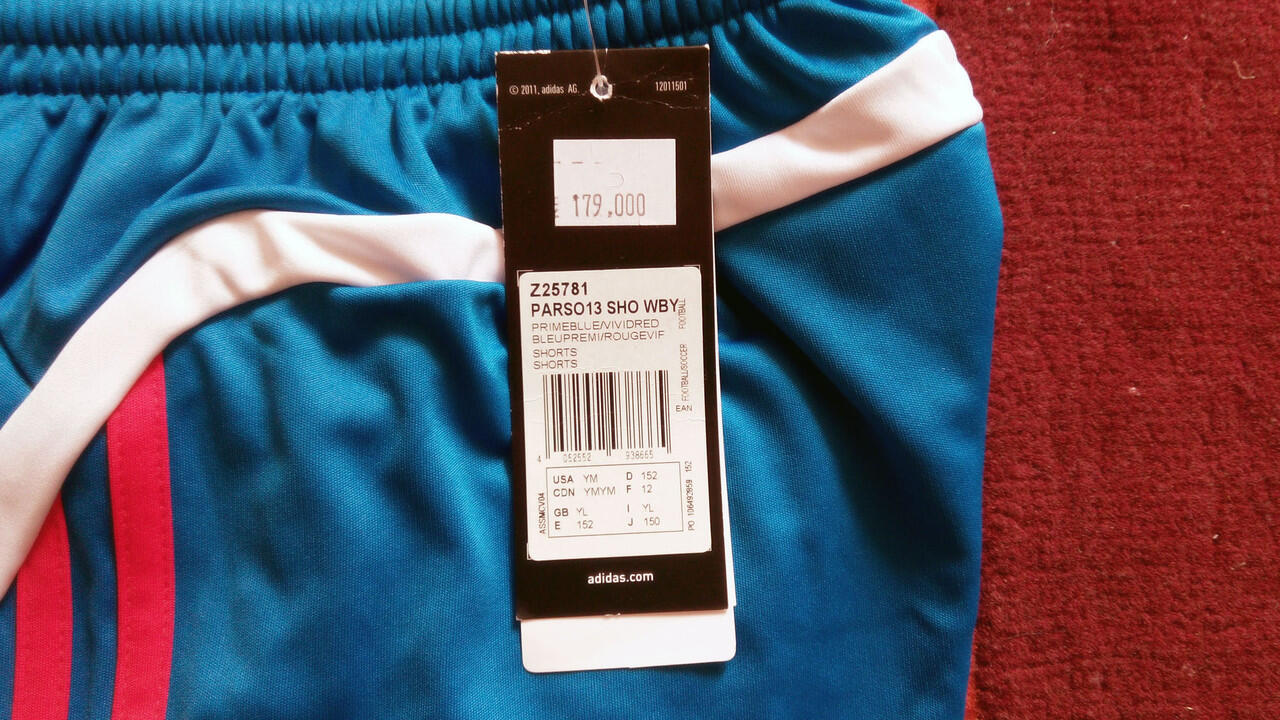 © 2011, adidas AG.
12011501
179,000
Z25781
PARSO13 SHO WBY
PRIMEBLUE/VIVIDRED
BLEUPREMI/ROUGEVIF
SHORTS
SHORTS
FOOTBALL
FOOTBALL/SOCCER
EAN
4 052552 938665
USA YM D 152
CDN YMYM F 12
GB YL I YL
E 152 J 150
ASSMCV04
PO 106492859 152
adidas.com